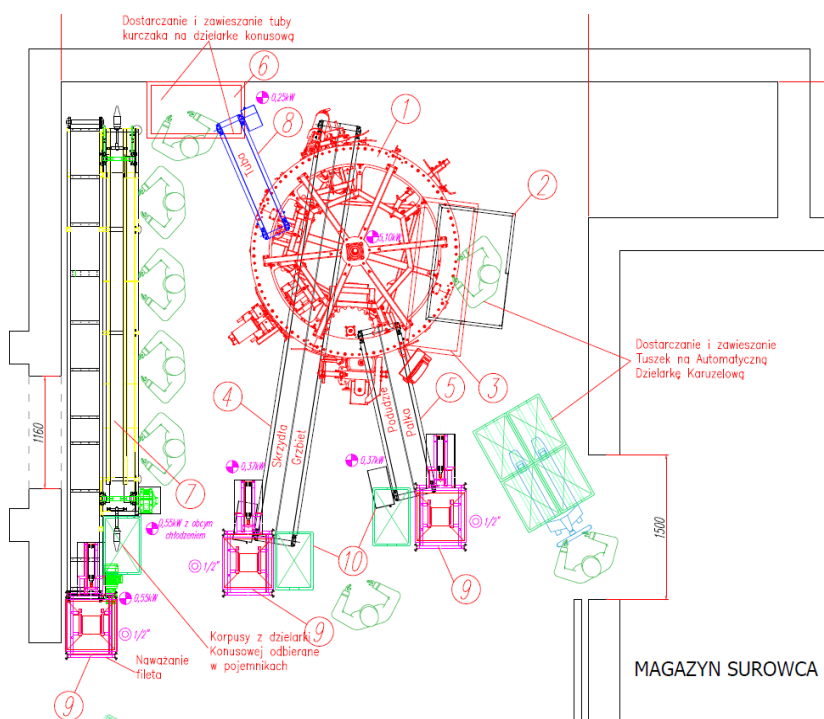 Dostarczanie i zawieszanie tuby
kurczaka na dzielarke konusową
6
0,25kW
1
8
Tuba
2
5,10kW
Dostarczanie i zawieszanie
Tuszek na Automatyczną
Dzielarkę Karuzelową
3
4
5
Podudzie
Pałka
Skrzydła
Grzbiet
1160
0,37kW
0,37kW
7
0,55kW z obcym
chłodzeniem
1/2"
1500
10
1/2"
9
9
0,55kW
1/2"
Korpusy z dzielarki
Konusowej odbierane
w pojemnikach
Naważanie
fileta
9
MAGAZYN SUROWCA